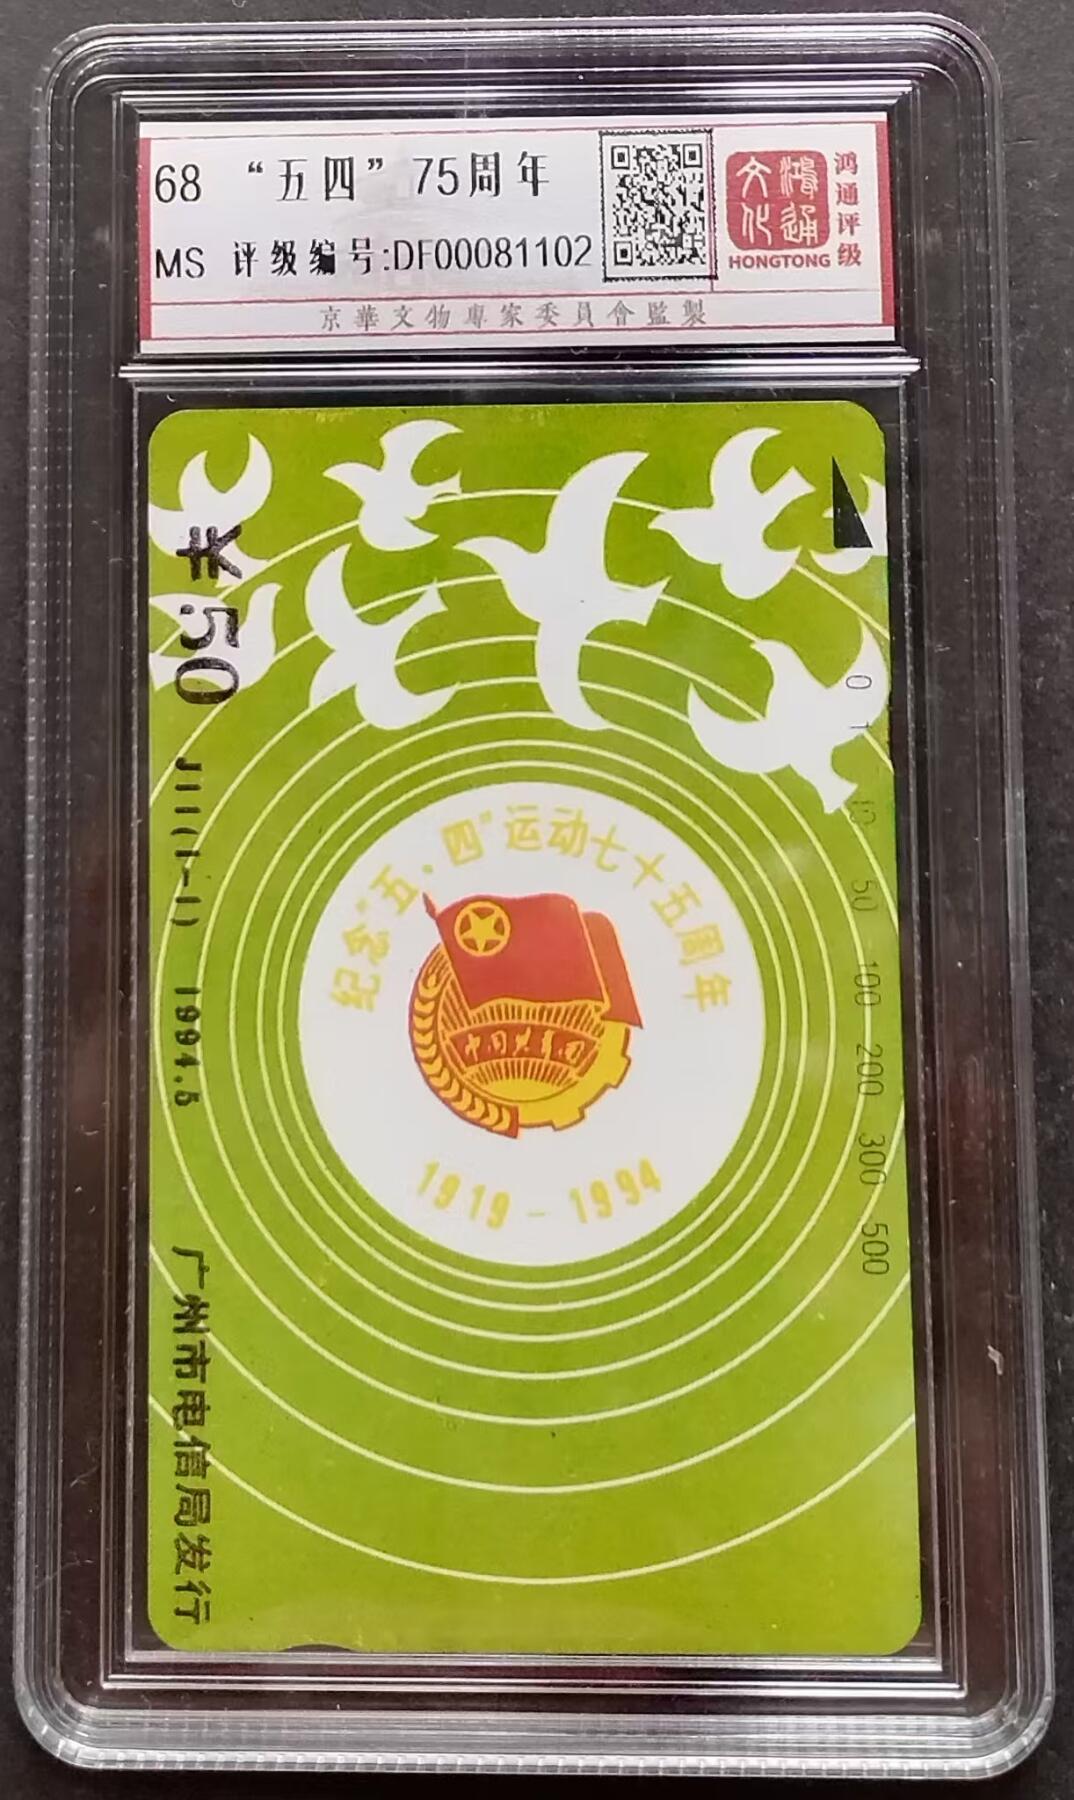 68 “五四”75周年
MS 评级编号:DF00081102
鸿通
文化
HONGTONG
鸿通评级
京華文物專家委員會監製
¥50 J11(1-1) 1994.5 广州市电信局发行
纪念“五·四”运动七十五周年
中国共青团
1919-1994
0 1 50 100 200 300 500